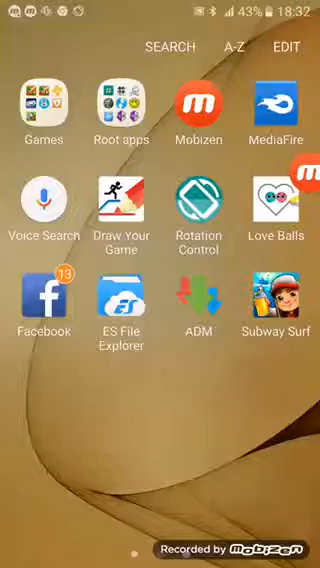 43% 18:32
SEARCH A-Z EDIT
Games Root apps Mobizen MediaFire
Voice Search Draw Your Game Rotation Control Love Balls
13
Facebook ES File Explorer ADM Subway Surf
ES
Recorded by mobizen